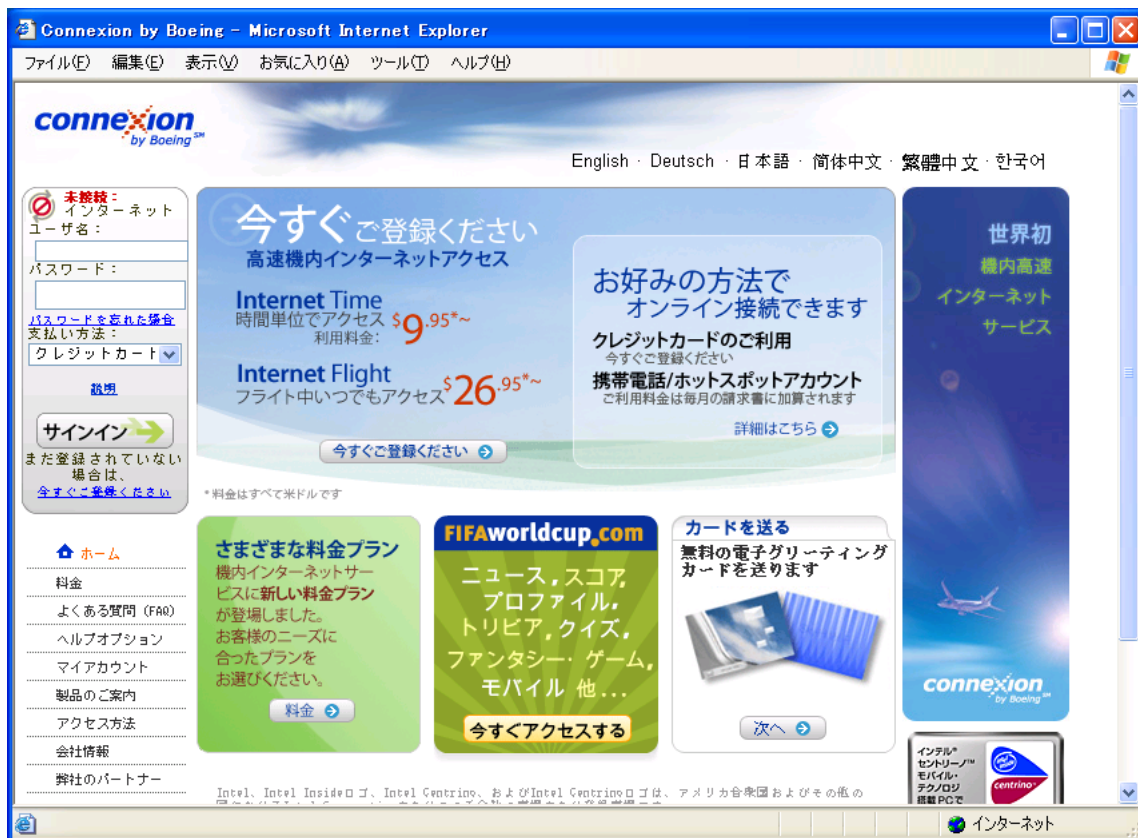 Connexion by Boeing - Microsoft Internet Explorer
ファイル(F) 編集(E) 表示(V) お気に入り(A) ツール(T) ヘルプ(H)
connexion
by Boeing SM
English · Deutsch · 日本語 · 简体中文 · 繁體中文 · 한국어
未接続：
インターネット
ユーザ名：
パスワード：
パスワードを忘れた場合
支払い方法：
クレジットカート
説明
サインイン
まだ登録されていない
場合は、
今すぐご登録ください
ホーム
料金
よくある質問 (FAQ)
ヘルプオプション
マイアカウント
製品のご案内
アクセス方法
会社情報
弊社のパートナー
今すぐご登録ください
高速機内インターネットアクセス
Internet Time
時間単位でアクセス $9.95*~
利用料金：
Internet Flight
フライト中いつでもアクセス $26.95*~
今すぐご登録ください
お好みの方法で
オンライン接続できます
クレジットカードのご利用
今すぐご登録ください
携帯電話/ホットスポットアカウント
ご利用料金は毎月の請求書に加算されます
詳細はこちら
*料金はすべて米ドルです
さまざまな料金プラン
機内インターネットサー
ビスに新しい料金プラン
が登場しました。
お客様のニーズに
合ったプランを
お選びください。
料金
FIFAworldcup.com
ニュース, スコア,
プロファイル,
トリビア, クイズ,
ファンタシー・ゲーム,
モバイル 他...
今すぐアクセスする
カードを送る
無料の電子グリーティング
カードを送ります
次へ
世界初
機内高速
インターネット
サービス
connexion
by Boeing SM
インテル®
セントリーノ™
モバイル・
テクノロジ
搭載PCで
centrino™
Intel、Intel Insideロゴ、Intel Centrino、およびIntel Centrinoロゴは、アメリカ合衆国およびその他の
インターネット